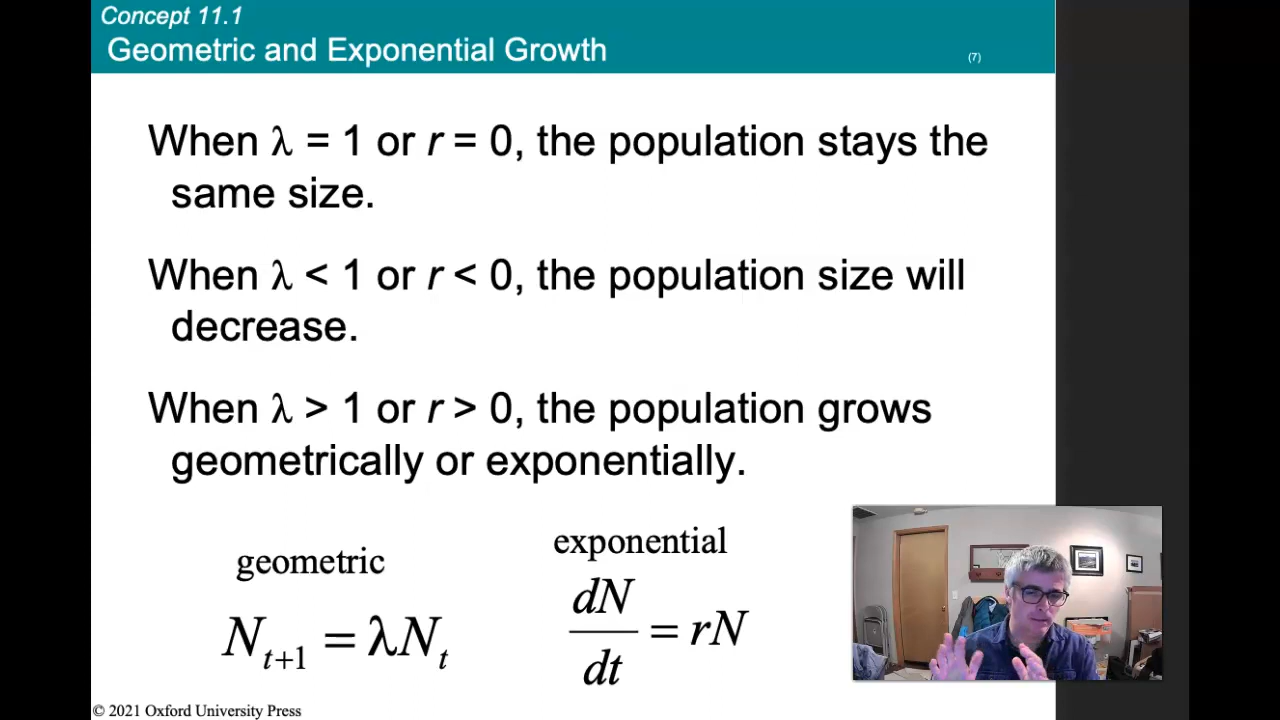 Concept 11.1
Geometric and Exponential Growth
(7)
When λ = 1 or r = 0, the population stays the
same size.
When λ < 1 or r < 0, the population size will
decrease.
When λ > 1 or r > 0, the population grows
geometrically or exponentially.
geometric
N_{t+1} = λN_t
exponential
dN/dt = rN
© 2021 Oxford University Press